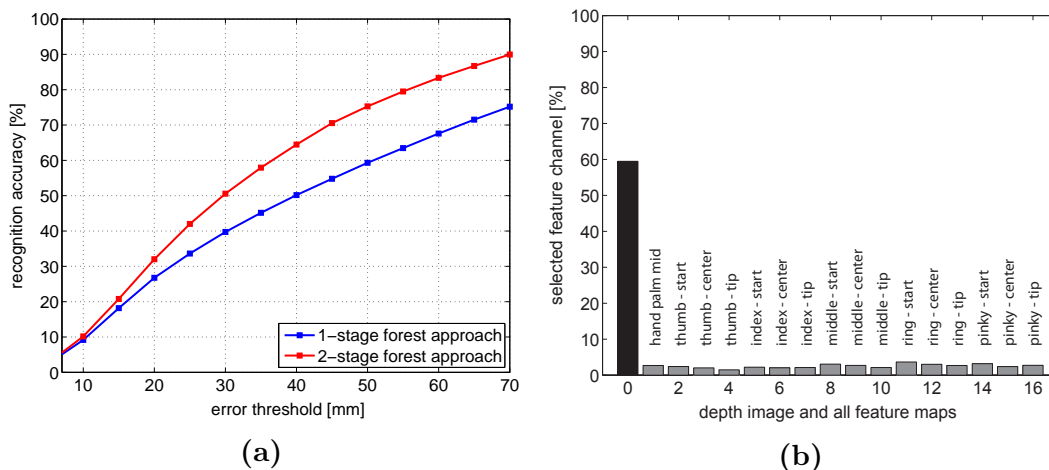 100
90
80
70
60
50
40
30
20
10
0
recognition accuracy [%]
1-stage forest approach
2-stage forest approach
10 20 30 40 50 60 70
error threshold [mm]
(a)
100
90
80
70
60
50
40
30
20
10
0
selected feature channel [%]
hand palm mid
thumb - start
thumb - center
thumb - tip
index - start
index - center
index - tip
middle - start
middle - center
middle - tip
ring - start
ring - center
ring - tip
pinky - start
pinky - center
pinky - tip
0 2 4 6 8 10 12 14 16
depth image and all feature maps
(b)